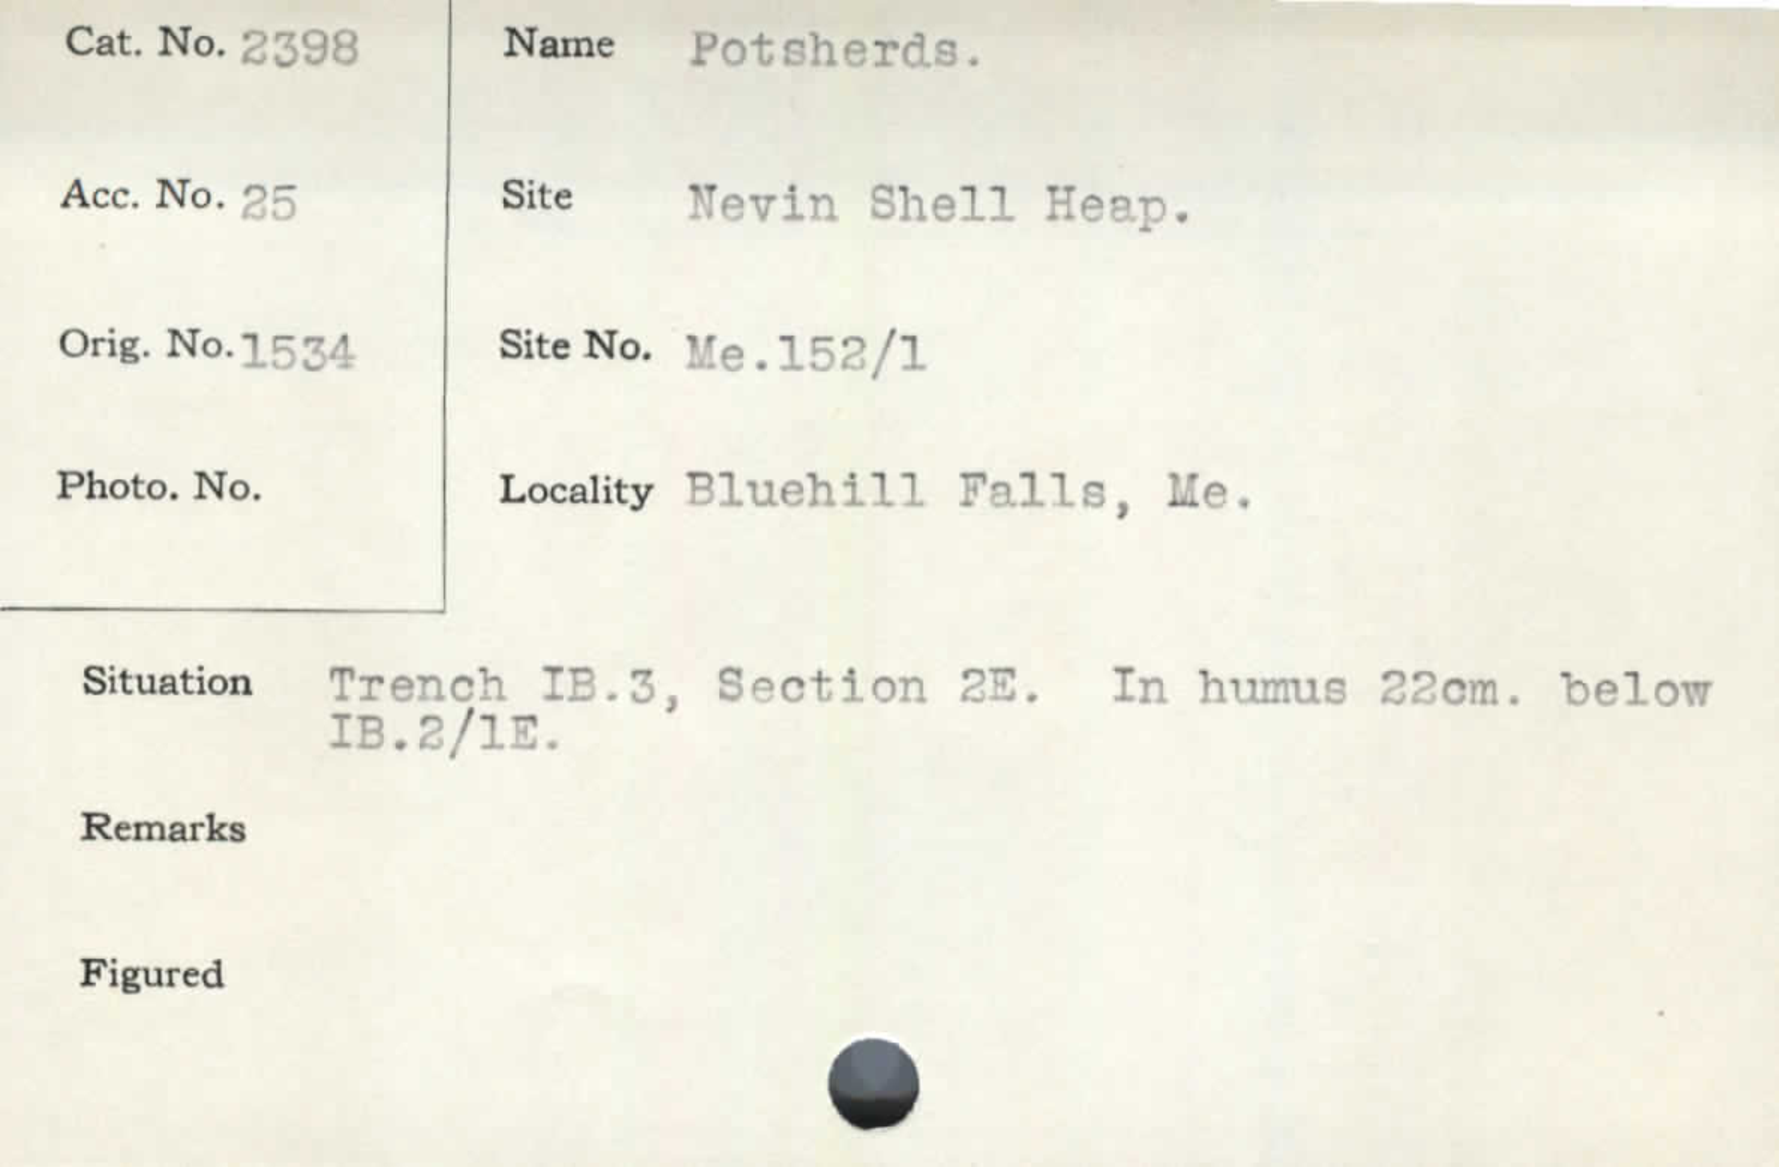 Cat. No. 2398
Name Potsherds.
Acc. No. 25
Site Nevin Shell Heap.
Orig. No. 1534
Site No. Me.152/1
Photo. No.
Locality Bluehill Falls, Me.
Situation Trench IB.3, Section 2E. In humus 22cm. below
IB.2/1E.
Remarks
Figured